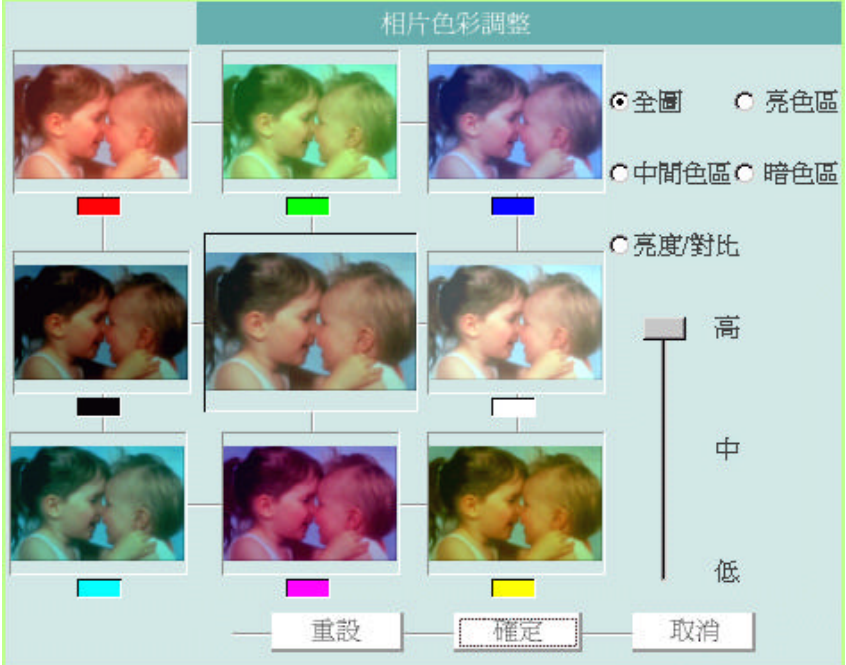 相片色彩調整
全圖 亮色區
中間色區 暗色區
亮度/對比
高
中
低
重設 確定 取消